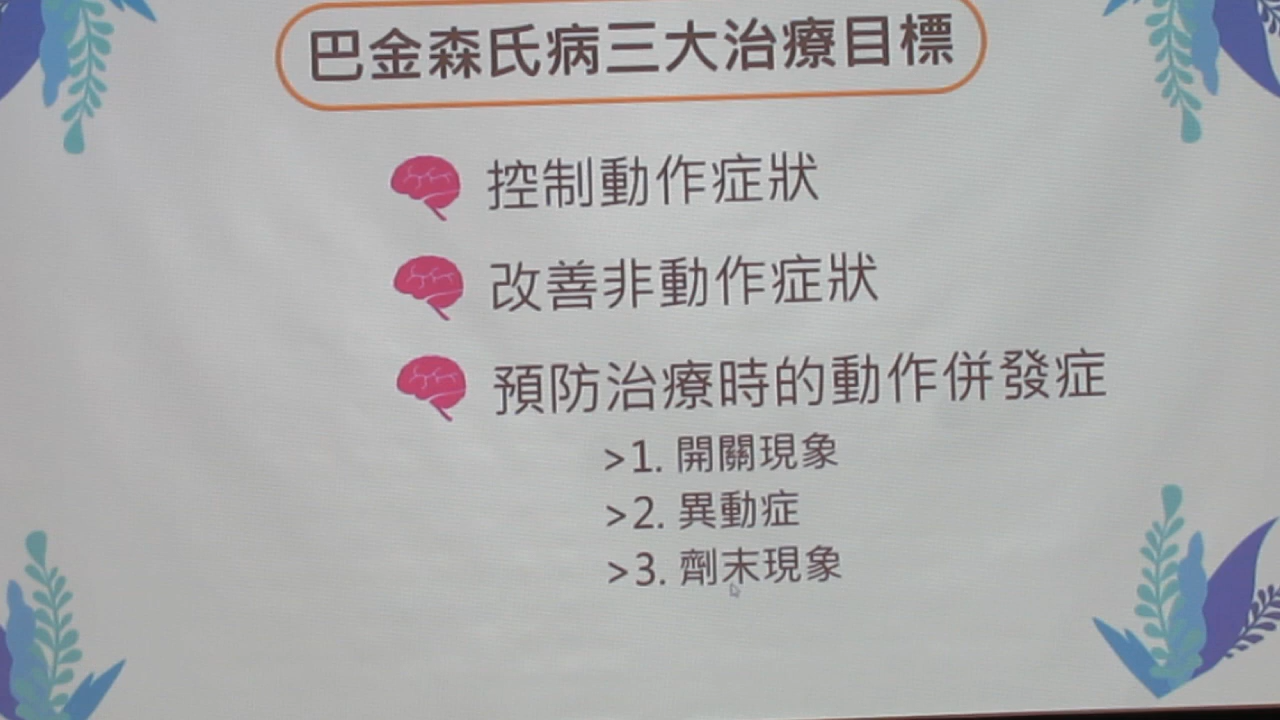 巴金森氏病三大治療目標
控制動作症狀
改善非動作症狀
預防治療時的動作併發症
>1. 開關現象
>2. 異動症
>3. 劑末現象